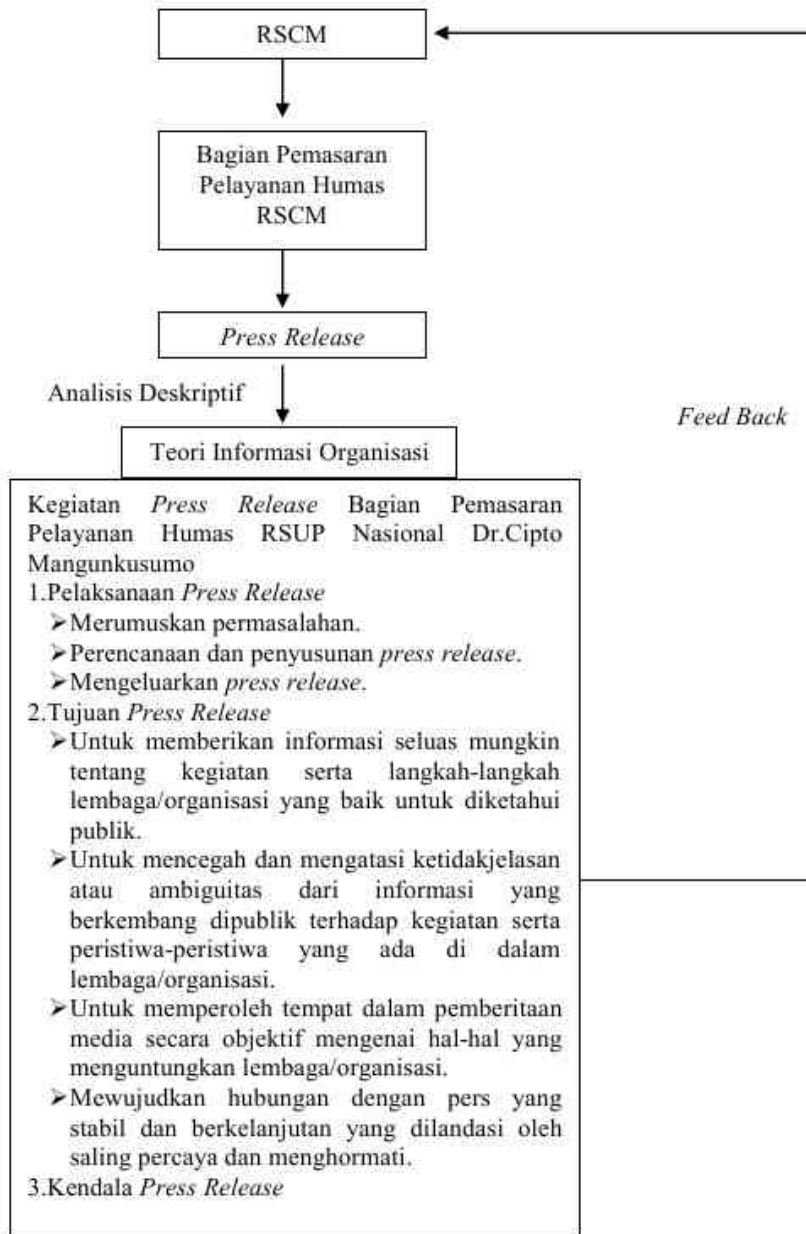 RSCM
Bagian Pemasaran
Pelayanan Humas
RSCM
Press Release
Analisis Deskriptif
Feed Back
Teori Informasi Organisasi
Kegiatan Press Release Bagian Pemasaran
Pelayanan Humas RSUP Nasional Dr.Cipto
Mangunkusumo
1.Pelaksanaan Press Release
➢Merumuskan permasalahan.
➢Perencanaan dan penyusunan press release.
➢Mengeluarkan press release.
2.Tujuan Press Release
➢Untuk memberikan informasi seluas mungkin
tentang kegiatan serta langkah-langkah
lembaga/organisasi yang baik untuk diketahui
publik.
➢Untuk mencegah dan mengatasi ketidakjelasan
atau ambiguitas dari informasi yang
berkembang dipublik terhadap kegiatan serta
peristiwa-peristiwa yang ada di dalam
lembaga/organisasi.
➢Untuk memperoleh tempat dalam pemberitaan
media secara objektif mengenai hal-hal yang
menguntungkan lembaga/organisasi.
➢Mewujudkan hubungan dengan pers yang
stabil dan berkelanjutan yang dilandasi oleh
saling percaya dan menghormati.
3.Kendala Press Release